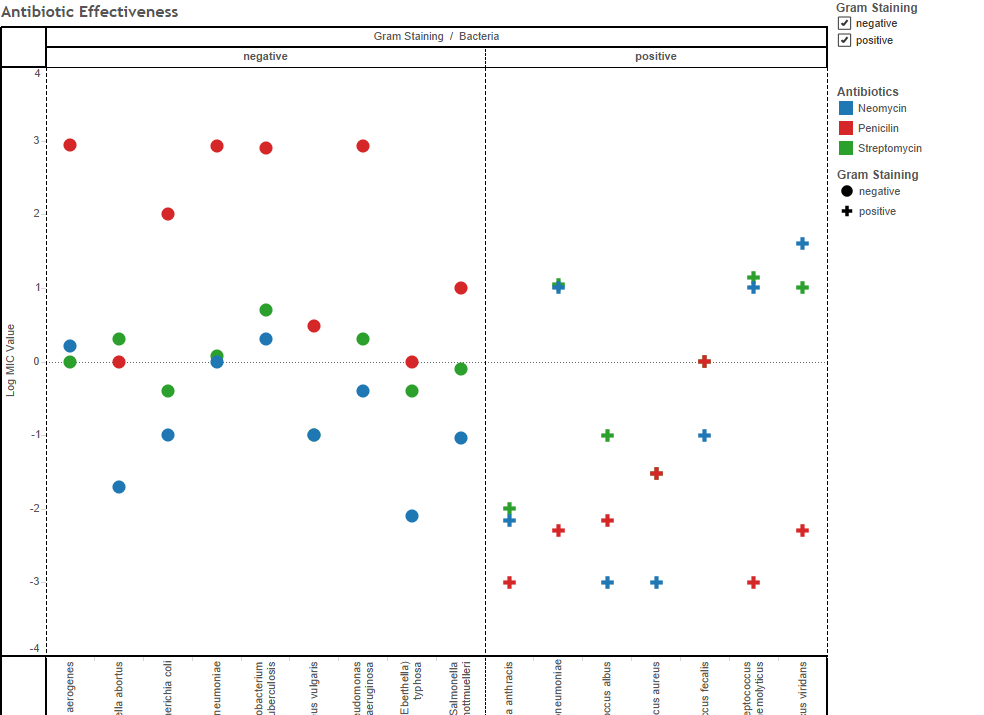 Antibiotic Effectiveness
Gram Staining / Bacteria
negative
positive
Log MIC Value
4
3
2
1
0
-1
-2
-3
-4
aerogenes
ella abortus
erichia coli
neumoniae
obacterium
uberculosis
us vulgaris
eudomonas
aeruginosa
Eberthella)
typhosa
Salmonella
hottmuelleri
a anthracis
neumoniae
occus albus
cus aureus
ccus fecalis
eptococcus
emolyticus
cus viridans
Gram Staining
negative
positive
Antibiotics
Neomycin
Penicilin
Streptomycin
Gram Staining
negative
positive